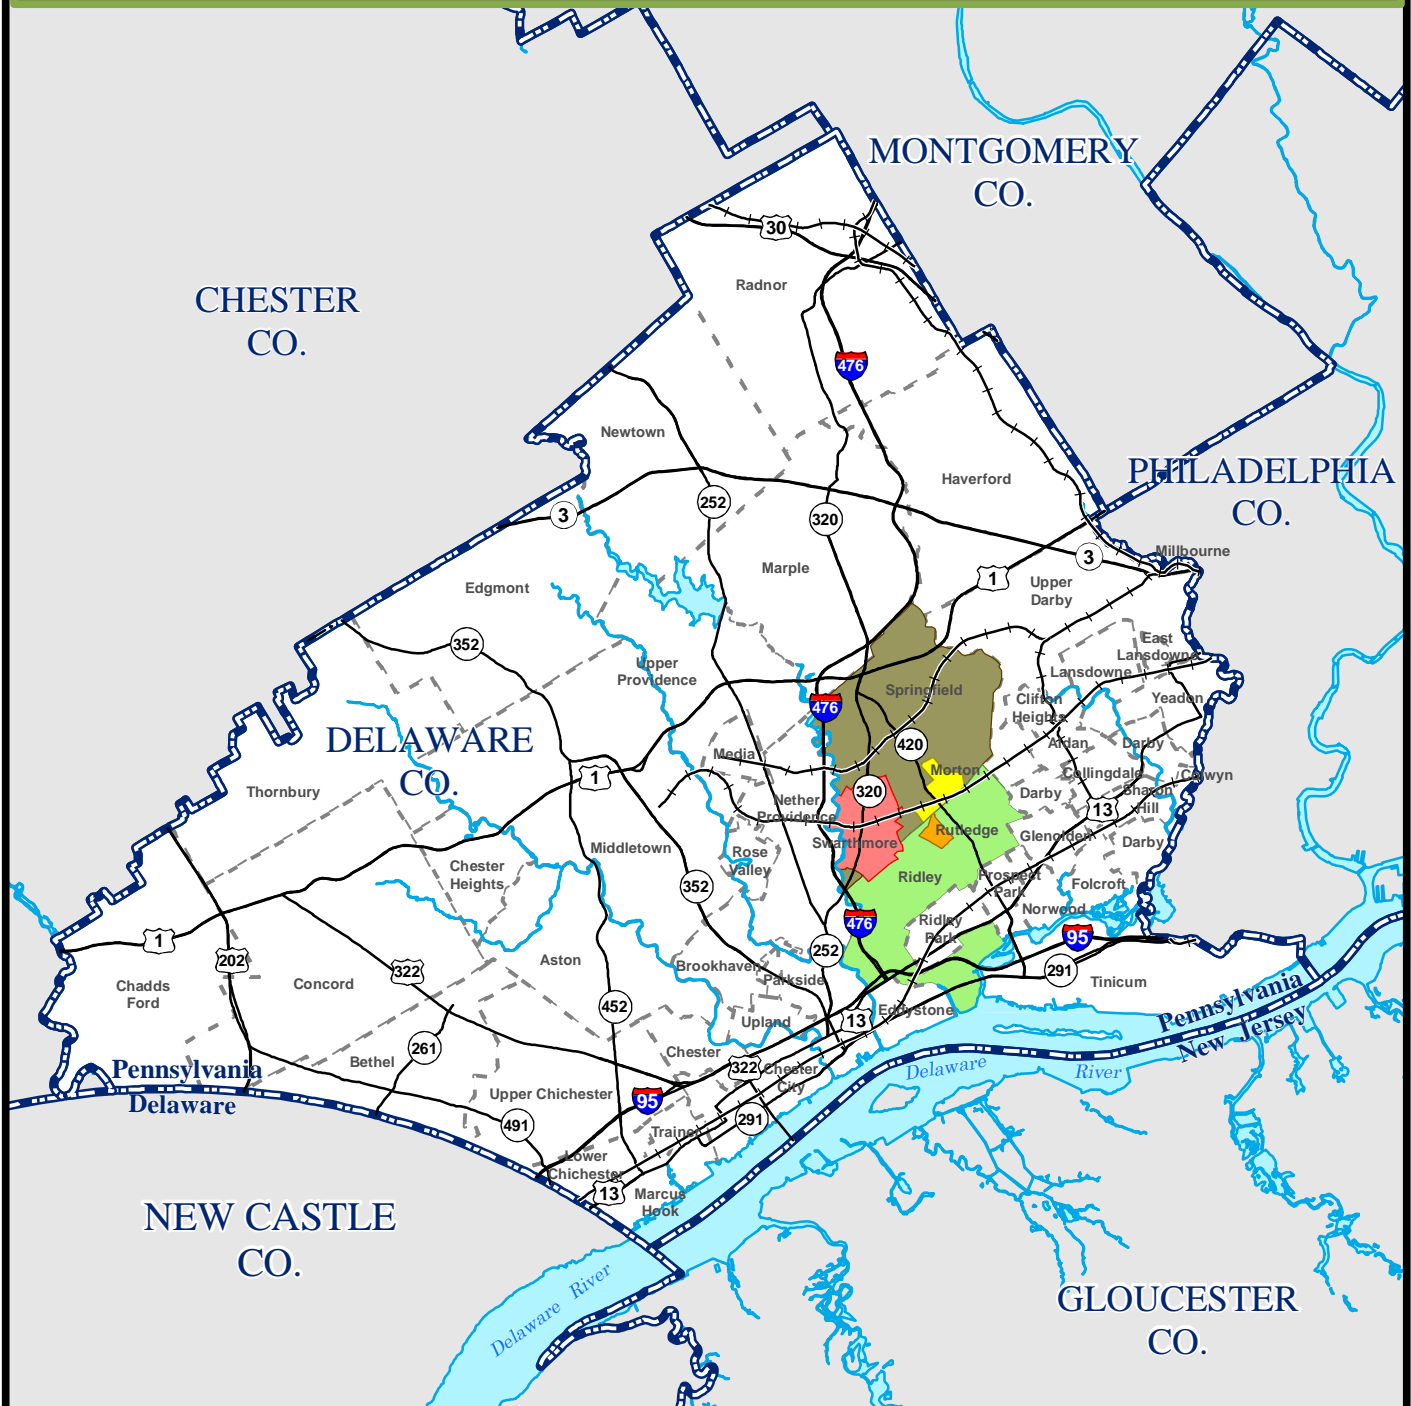 MONTGOMERY
CO.
30
Radnor
CHESTER
CO.
476
Newtown
PHILADELPHIA
CO.
Haverford
252
3
320
Millbourne
3
Marple
1
Edgmont
Upper
Darby
352
East
Lansdowne
Upper
Providence
Lansdowne
Springfield
Clifton
Heights
Yeadon
476
DELAWARE
CO.
420
Aldan
Darby
Media
Morton
Collingdale
Colwyn
1
Thornbury
320
Darby
Sharon
Hill
Nether
Providence
13
Rutledge
Glenolden
Swarthmore
Darby
Middletown
Rose
Valley
Chester
Heights
Ridley
Prospect
Park
Folcroft
352
Norwood
Ridley
Park
476
95
1
252
202
Aston
322
Brookhaven
291
Concord
Parkside
Tinicum
Chadds
Ford
452
Eddystone
Pennsylvania
New Jersey
Upland
13
261
Chester
Bethel
322
Chester
City
Delaware River
Pennsylvania
Delaware
Upper Chichester
95
491
291
Trainer
Lower
Chichester
13
Marcus
Hook
NEW CASTLE
CO.
Delaware River
GLOUCESTER
CO.